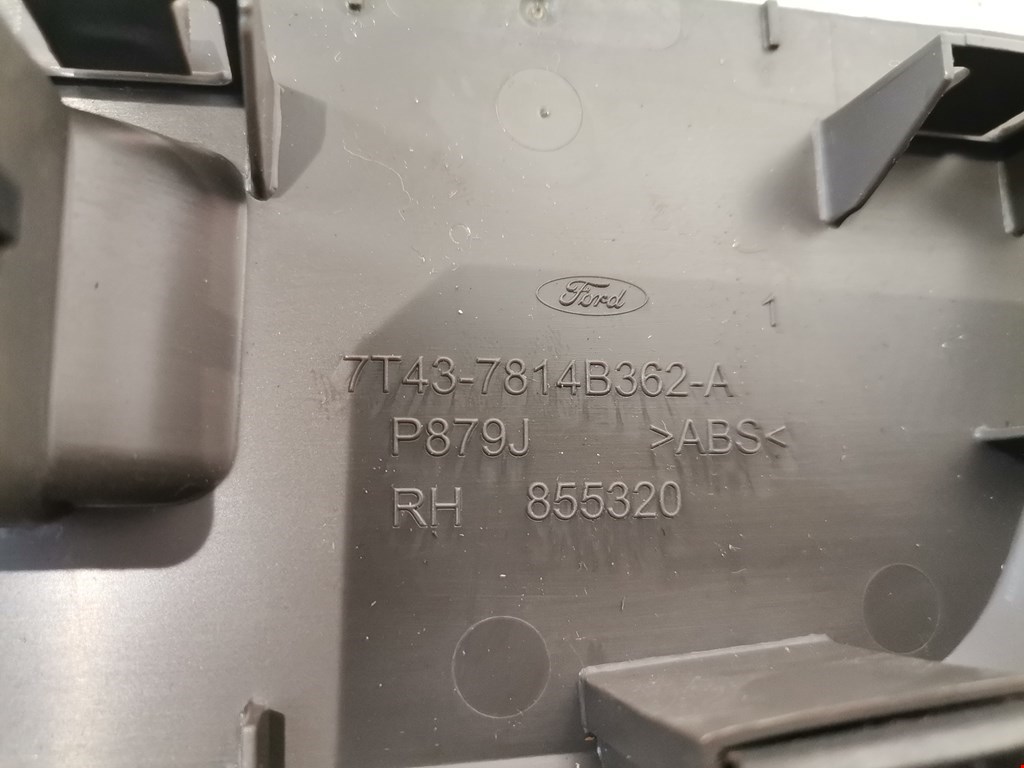 Ford
1
7T43-7814B362-A
P879J >ABS<
RH 855320